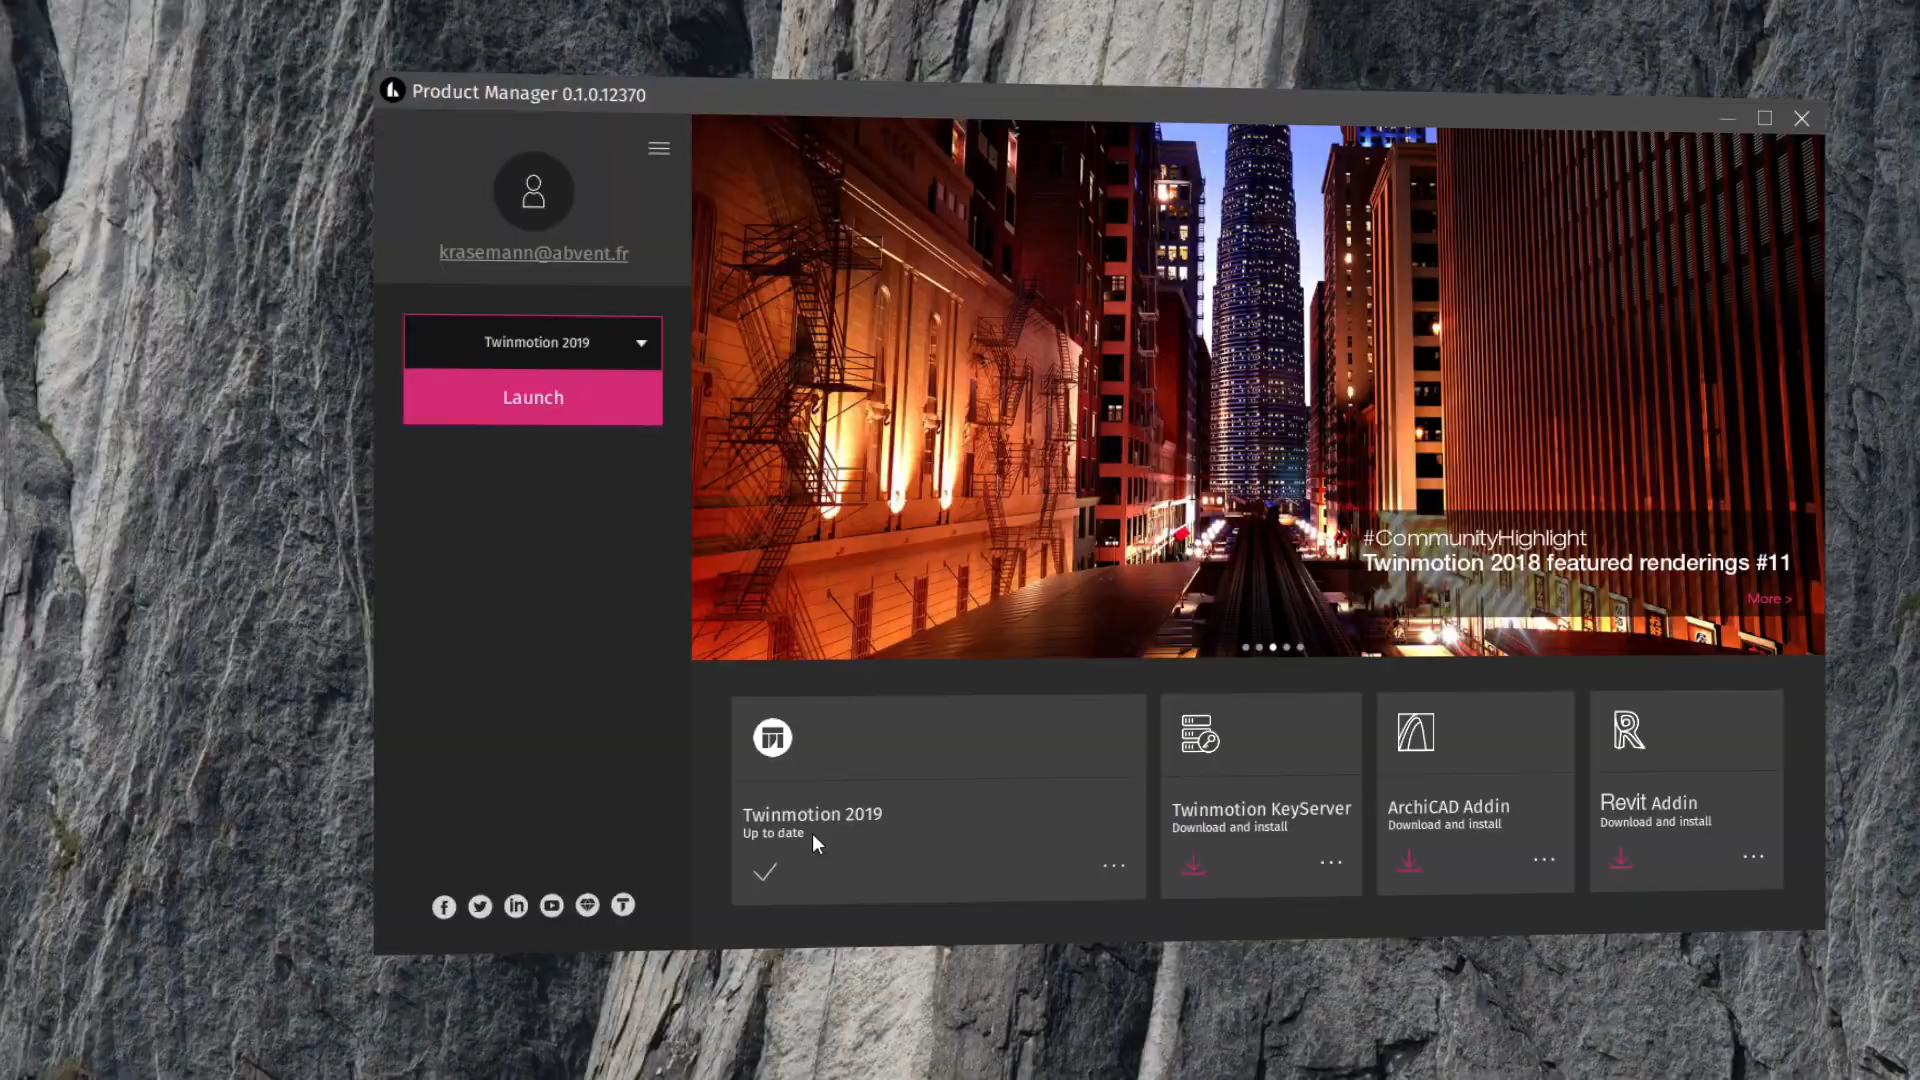 Product Manager 0.1.0.12370
krasemann@abvent.fr
Twinmotion 2019
Launch
#CommunityHighlight
Twinmotion 2018 featured renderings #11
More >
Twinmotion 2019
Up to date
Twinmotion KeyServer
Download and install
ArchiCAD Addin
Download and install
Revit Addin
Download and install